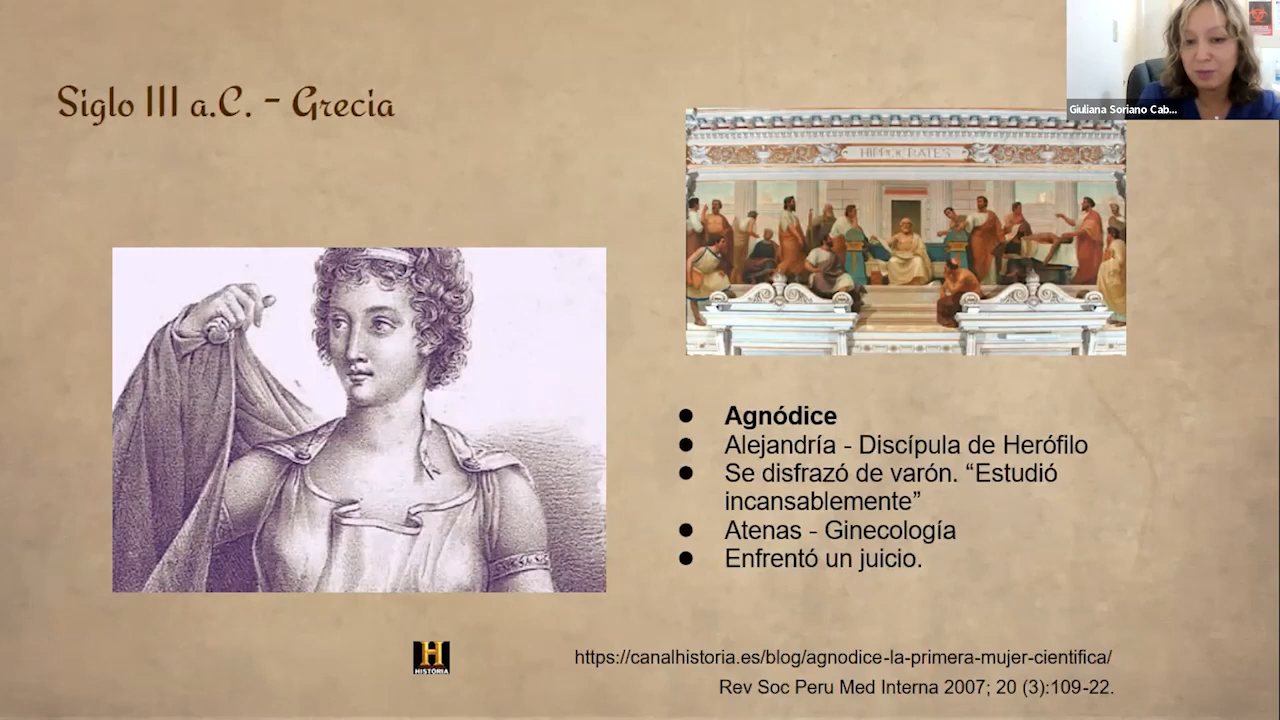 Siglo III a.C. - Grecia
Giuliana Soriano Cab...
HIPPOCRATES
● Agnódice
● Alejandría - Discípula de Herófilo
● Se disfrazó de varón. “Estudió
incansablemente”
● Atenas - Ginecología
● Enfrentó un juicio.
H
HISTORIA
https://canalhistoria.es/blog/agnodice-la-primera-mujer-cientifica/
Rev Soc Peru Med Interna 2007; 20 (3):109-22.